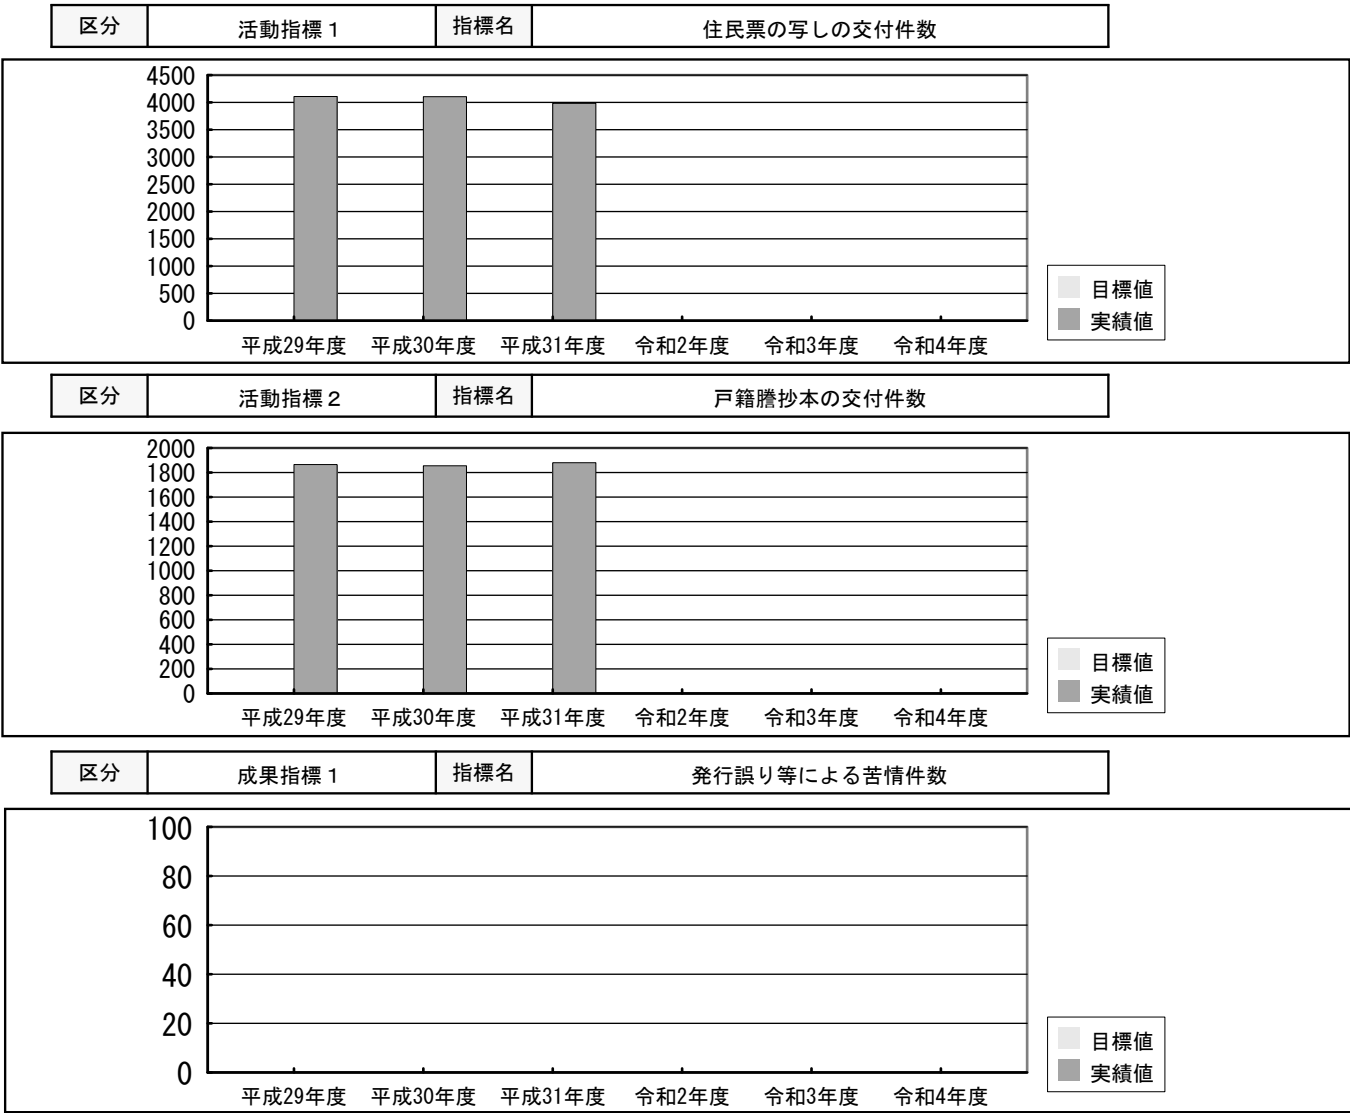 区分 活動指標１ 指標名 住民票の写しの交付件数
4500
4000
3500
3000
2500
2000
1500
1000
500
0
平成29年度 平成30年度 平成31年度 令和2年度 令和3年度 令和4年度
目標値
実績値
区分 活動指標２ 指標名 戸籍謄抄本の交付件数
2000
1800
1600
1400
1200
1000
800
600
400
200
0
平成29年度 平成30年度 平成31年度 令和2年度 令和3年度 令和4年度
目標値
実績値
区分 成果指標１ 指標名 発行誤り等による苦情件数
100
80
60
40
20
0
平成29年度 平成30年度 平成31年度 令和2年度 令和3年度 令和4年度
目標値
実績値